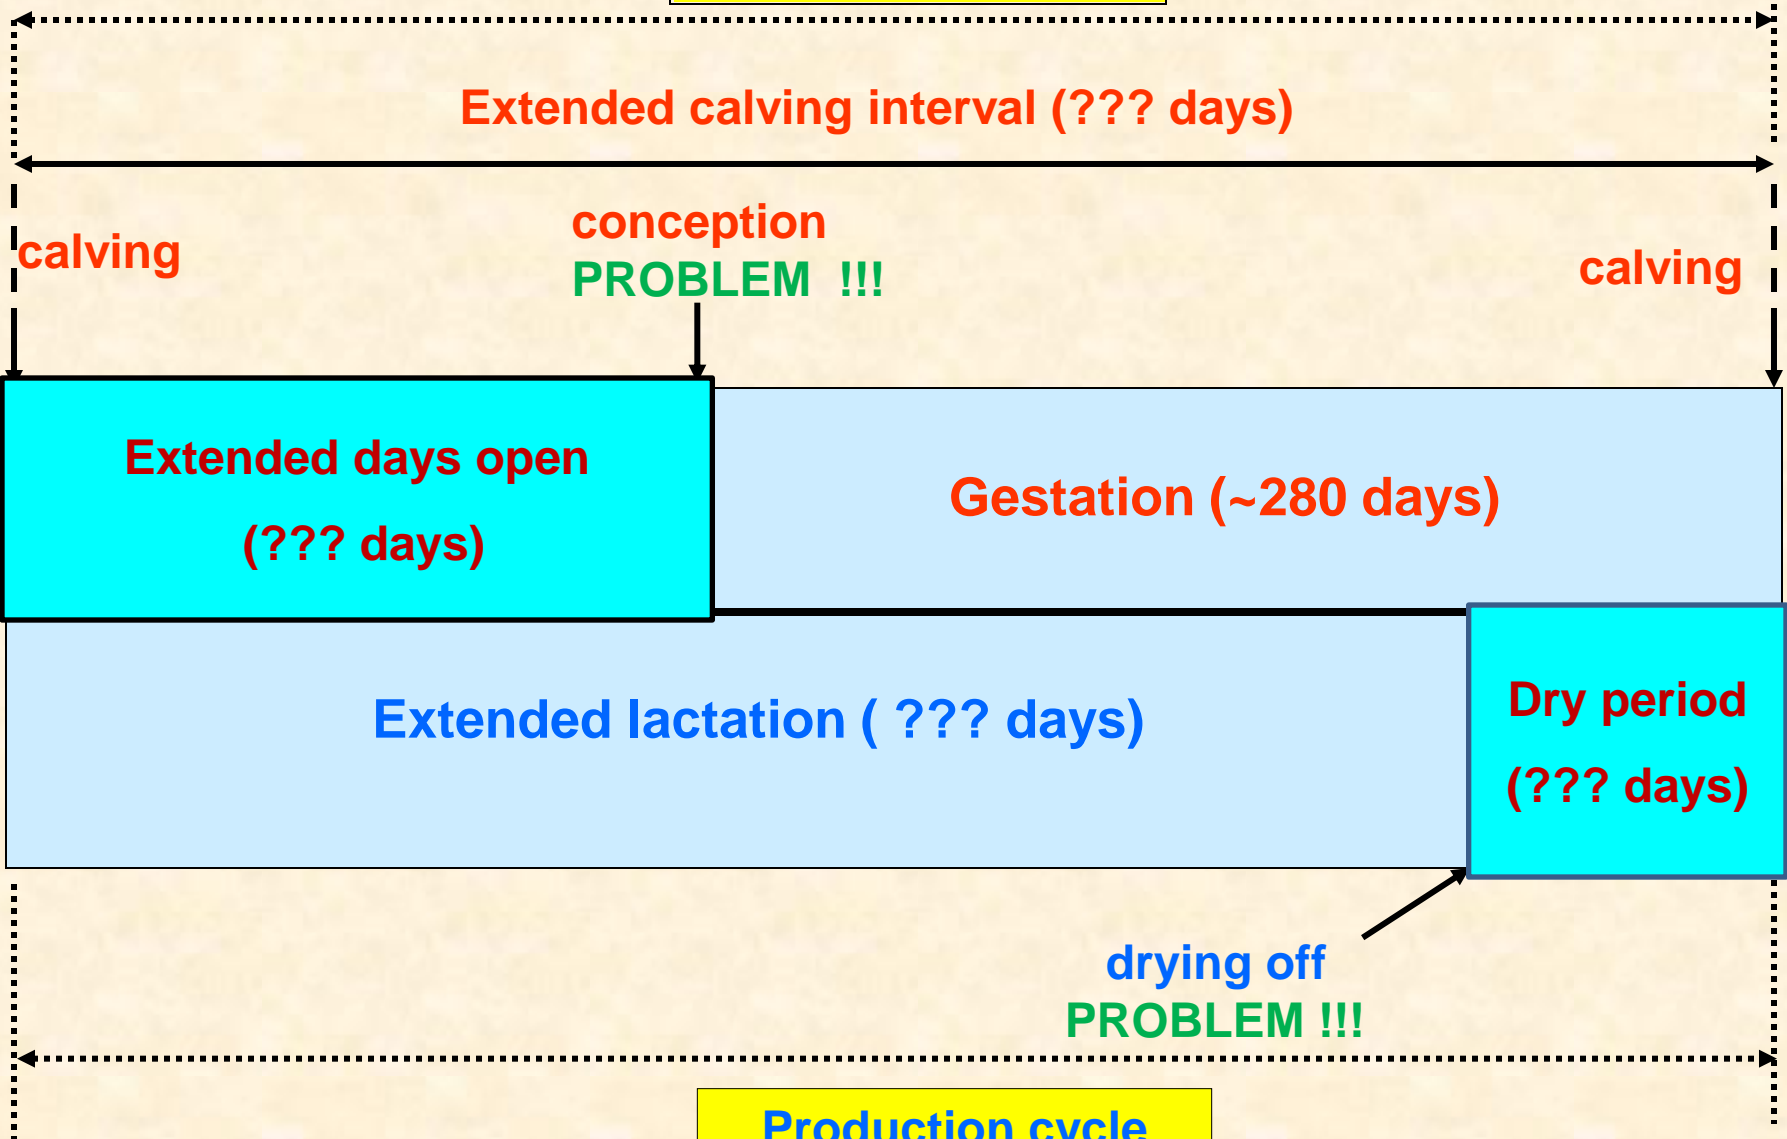 Extended calving interval (??? days)
calving
conception
PROBLEM !!!
calving
Extended days open
(??? days)
Gestation (~280 days)
Extended lactation ( ??? days)
Dry period
(??? days)
drying off
PROBLEM !!!
Production cycle